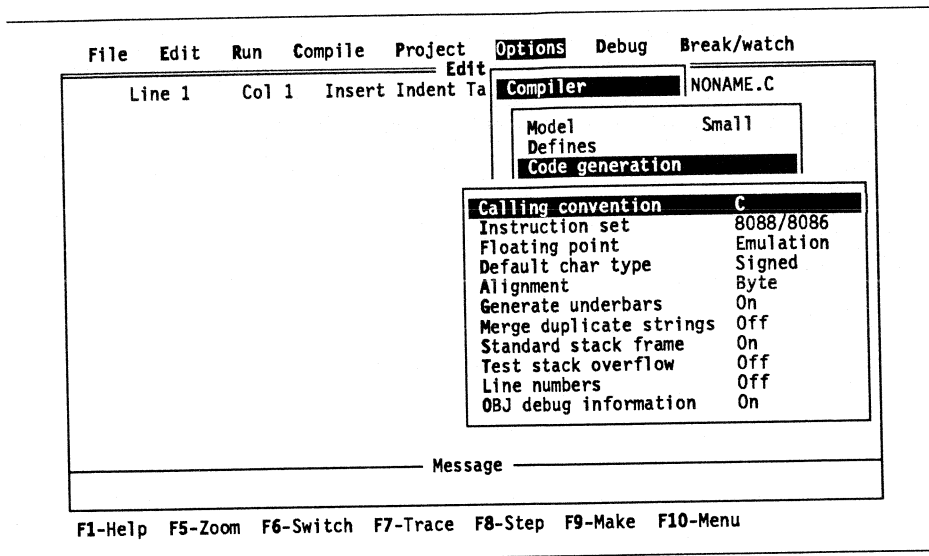 File Edit Run Compile Project Options Debug Break/watch
Edit
Line 1 Col 1 Insert Indent Ta Compiler NONAME.C
Model Small
Defines
Code generation
Calling convention C
Instruction set 8088/8086
Floating point Emulation
Default char type Signed
Alignment Byte
Generate underbars On
Merge duplicate strings Off
Standard stack frame On
Test stack overflow Off
Line numbers Off
OBJ debug information On
Message
F1-Help F5-Zoom F6-Switch F7-Trace F8-Step F9-Make F10-Menu